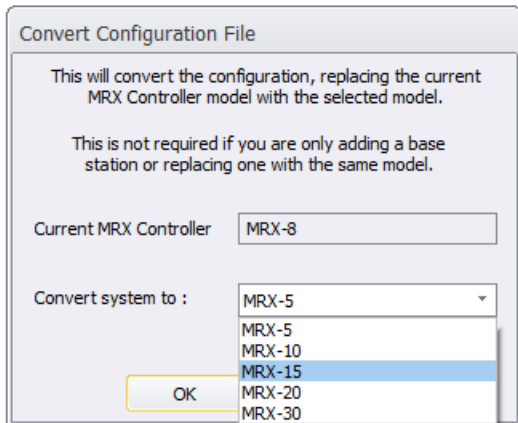 Convert Configuration File
This will convert the configuration, replacing the current
MRX Controller model with the selected model.
This is not required if you are only adding a base
station or replacing one with the same model.
Current MRX Controller MRX-8
Convert system to : MRX-5
MRX-5
MRX-10
MRX-15
MRX-20
OK
MRX-30